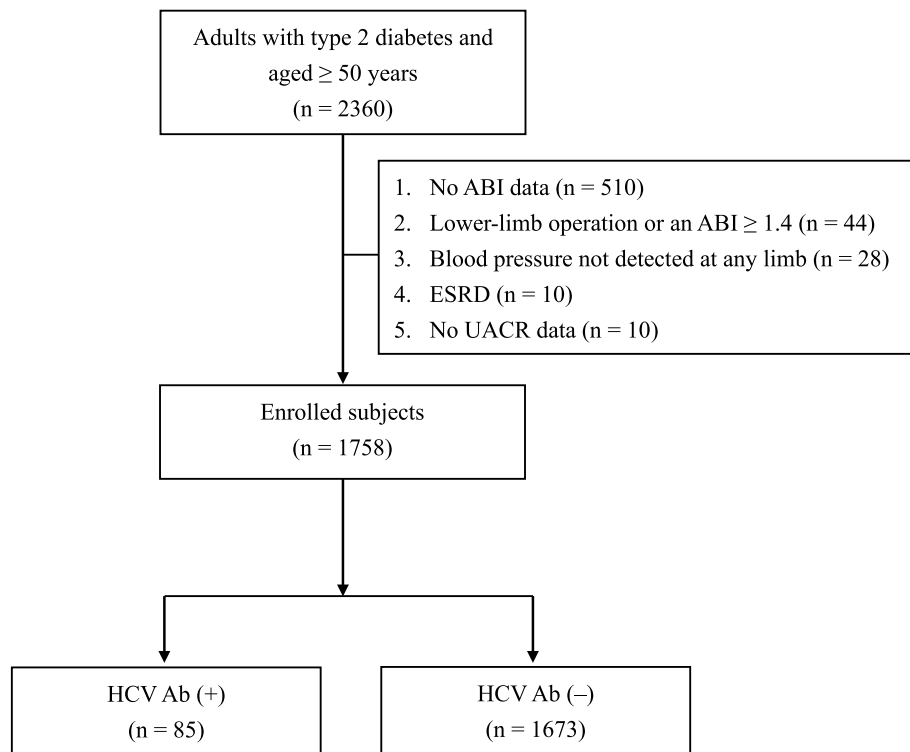 Adults with type 2 diabetes and
aged ≥ 50 years
(n = 2360)
1. No ABI data (n = 510)
2. Lower-limb operation or an ABI ≥ 1.4 (n = 44)
3. Blood pressure not detected at any limb (n = 28)
4. ESRD (n = 10)
5. No UACR data (n = 10)
Enrolled subjects
(n = 1758)
HCV Ab (+)
(n = 85)
HCV Ab (–)
(n = 1673)